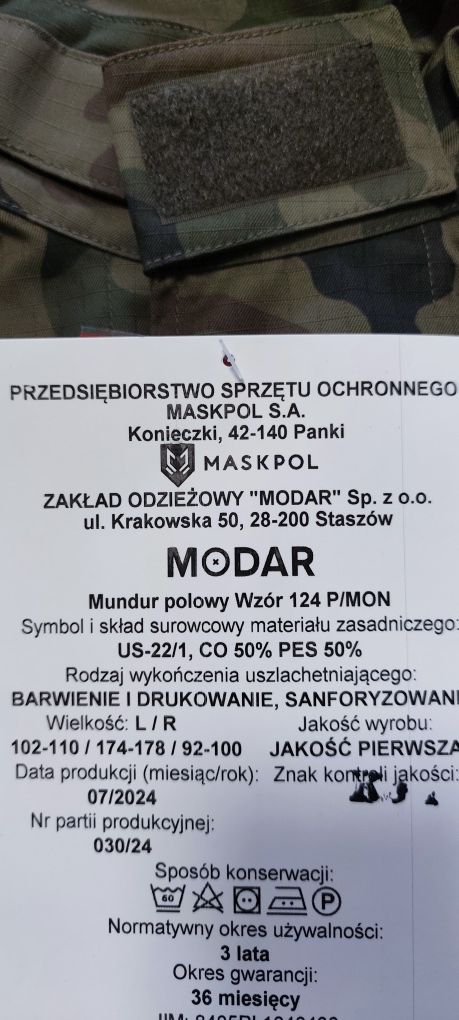 PRZEDSIĘBIORSTWO SPRZĘTU OCHRONNEGO
MASKPOL S.A.
Konieczki, 42-140 Panki
MASKPOL
ZAKŁAD ODZIEŻOWY "MODAR" Sp. z o.o.
ul. Krakowska 50, 28-200 Staszów
MODAR
Mundur polowy Wzór 124 P/MON
Symbol i skład surowcowy materiału zasadniczego:
US-22/1, CO 50% PES 50%
Rodzaj wykończenia uszlachetniającego:
BARWIENIE I DRUKOWANIE, SANFORYZOWANI
Wielkość: L / R Jakość wyrobu:
102-110 / 174-178 / 92-100 JAKOŚĆ PIERWSZA
Data produkcji (miesiąc/rok): Znak kontroli jakości:
07/2024
Nr partii produkcyjnej:
030/24
Sposób konserwacji:
60 P
Normatywny okres używalności:
3 lata
Okres gwarancji:
36 miesięcy